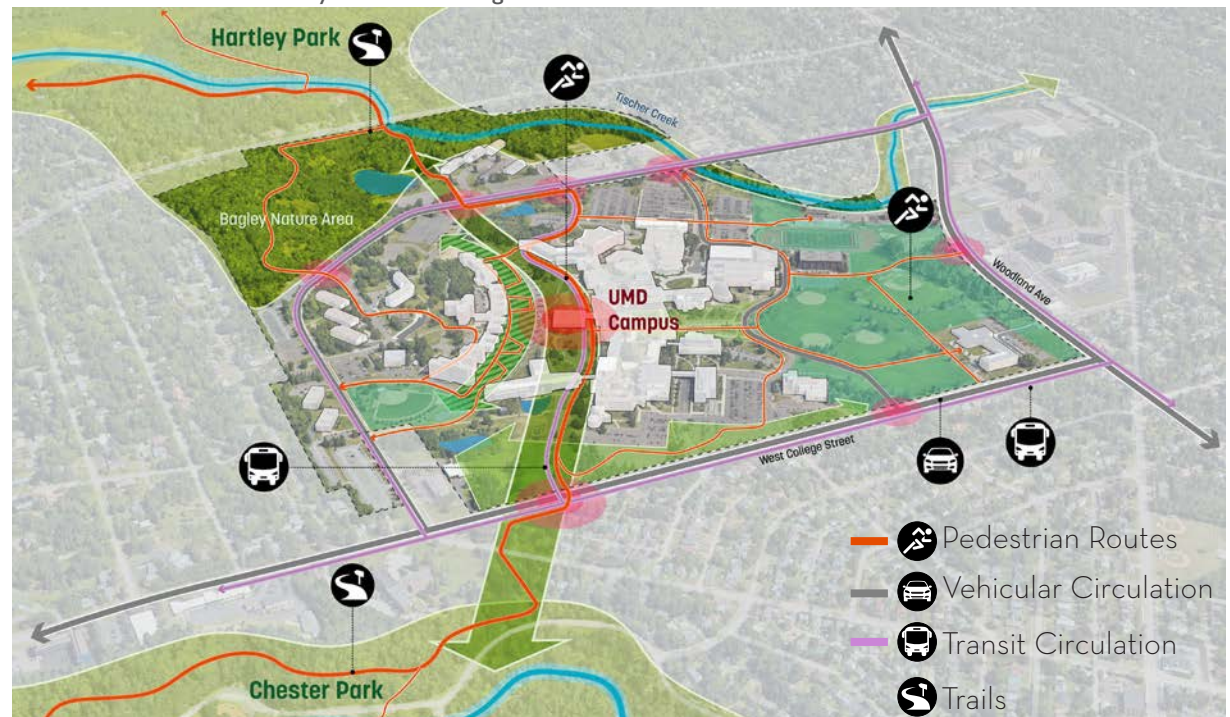 Hartley Park
Tischer Creek
Bagley Nature Area
UMD
Campus
Woodland Ave
West College Street
Chester Park
Pedestrian Routes
Vehicular Circulation
Transit Circulation
Trails